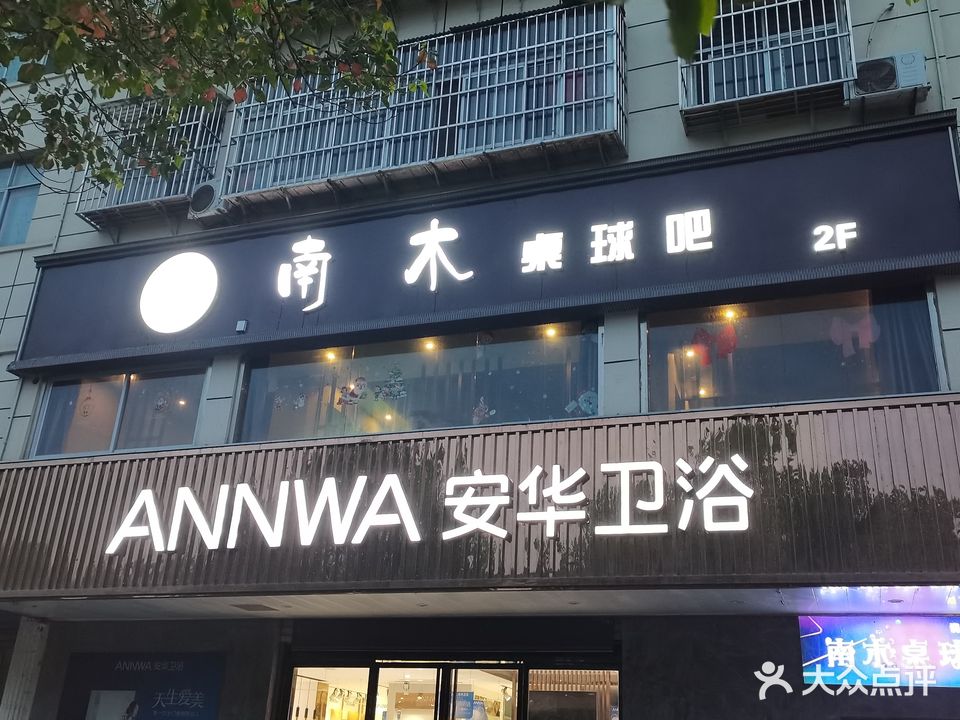 南木 桌球吧 2F
ANNWA 安华卫浴
南木桌球
ANNWA 安华卫浴
天生爱美
大众点评